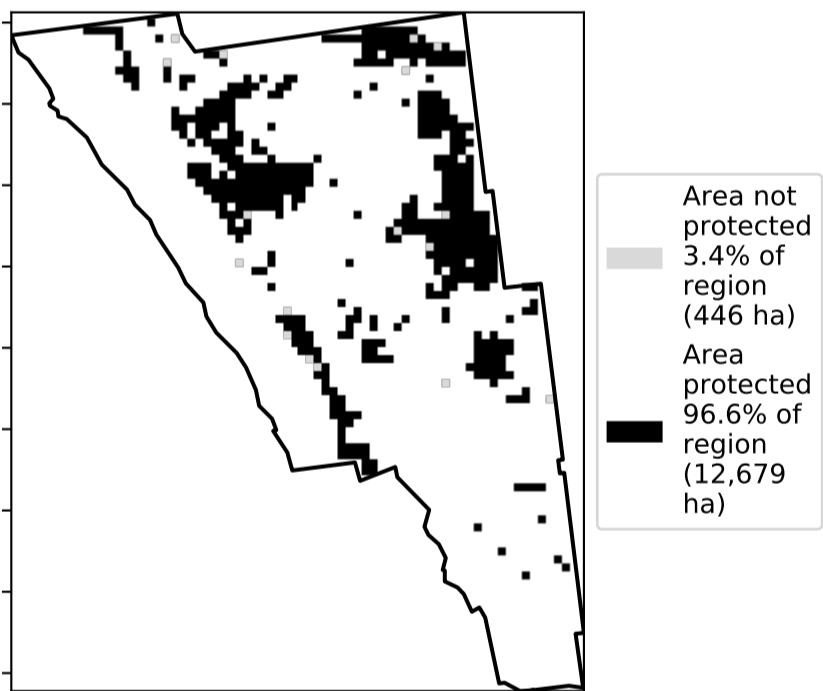 Area not
protected
3.4% of
region
(446 ha)
Area
protected
96.6% of
region
(12,679
ha)